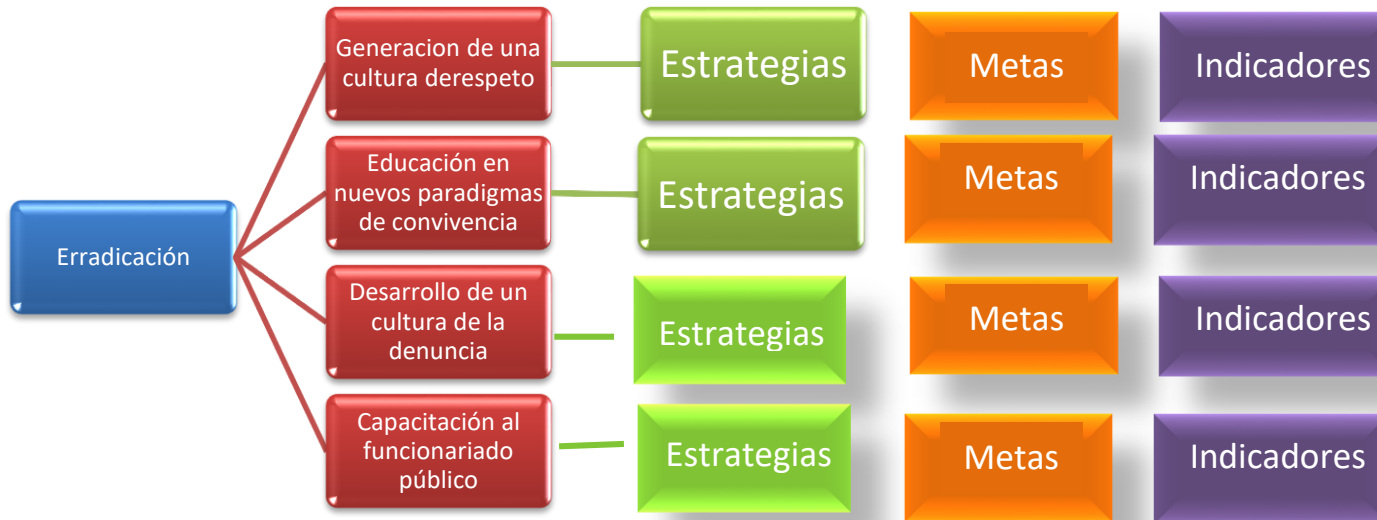 Generacion de una
cultura derespeto
Estrategias
Metas
Indicadores
Educación en
nuevos paradigmas
de convivencia
Estrategias
Metas
Indicadores
Erradicación
Desarrollo de un
cultura de la
denuncia
Estrategias
Metas
Indicadores
Capacitación al
funcionariado
público
Estrategias
Metas
Indicadores